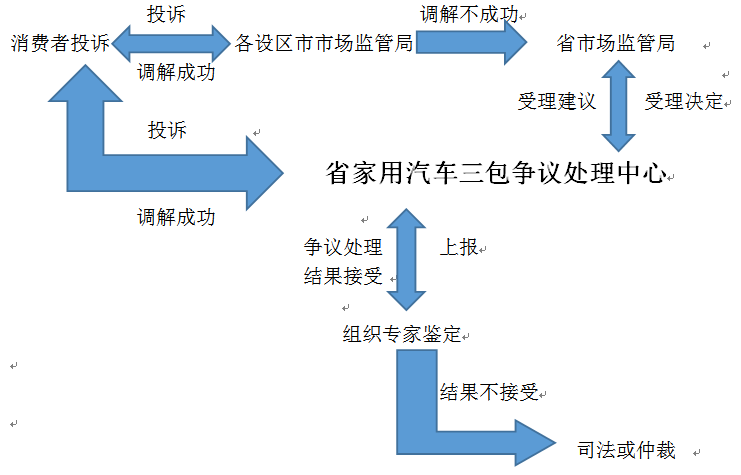 投诉
调解不成功
消费者投诉
各设区市市场监管局
省市场监管局
调解成功
受理建议
受理决定
投诉
省家用汽车三包争议处理中心
调解成功
争议处理
结果接受
上报
组织专家鉴定
结果不接受
司法或仲裁